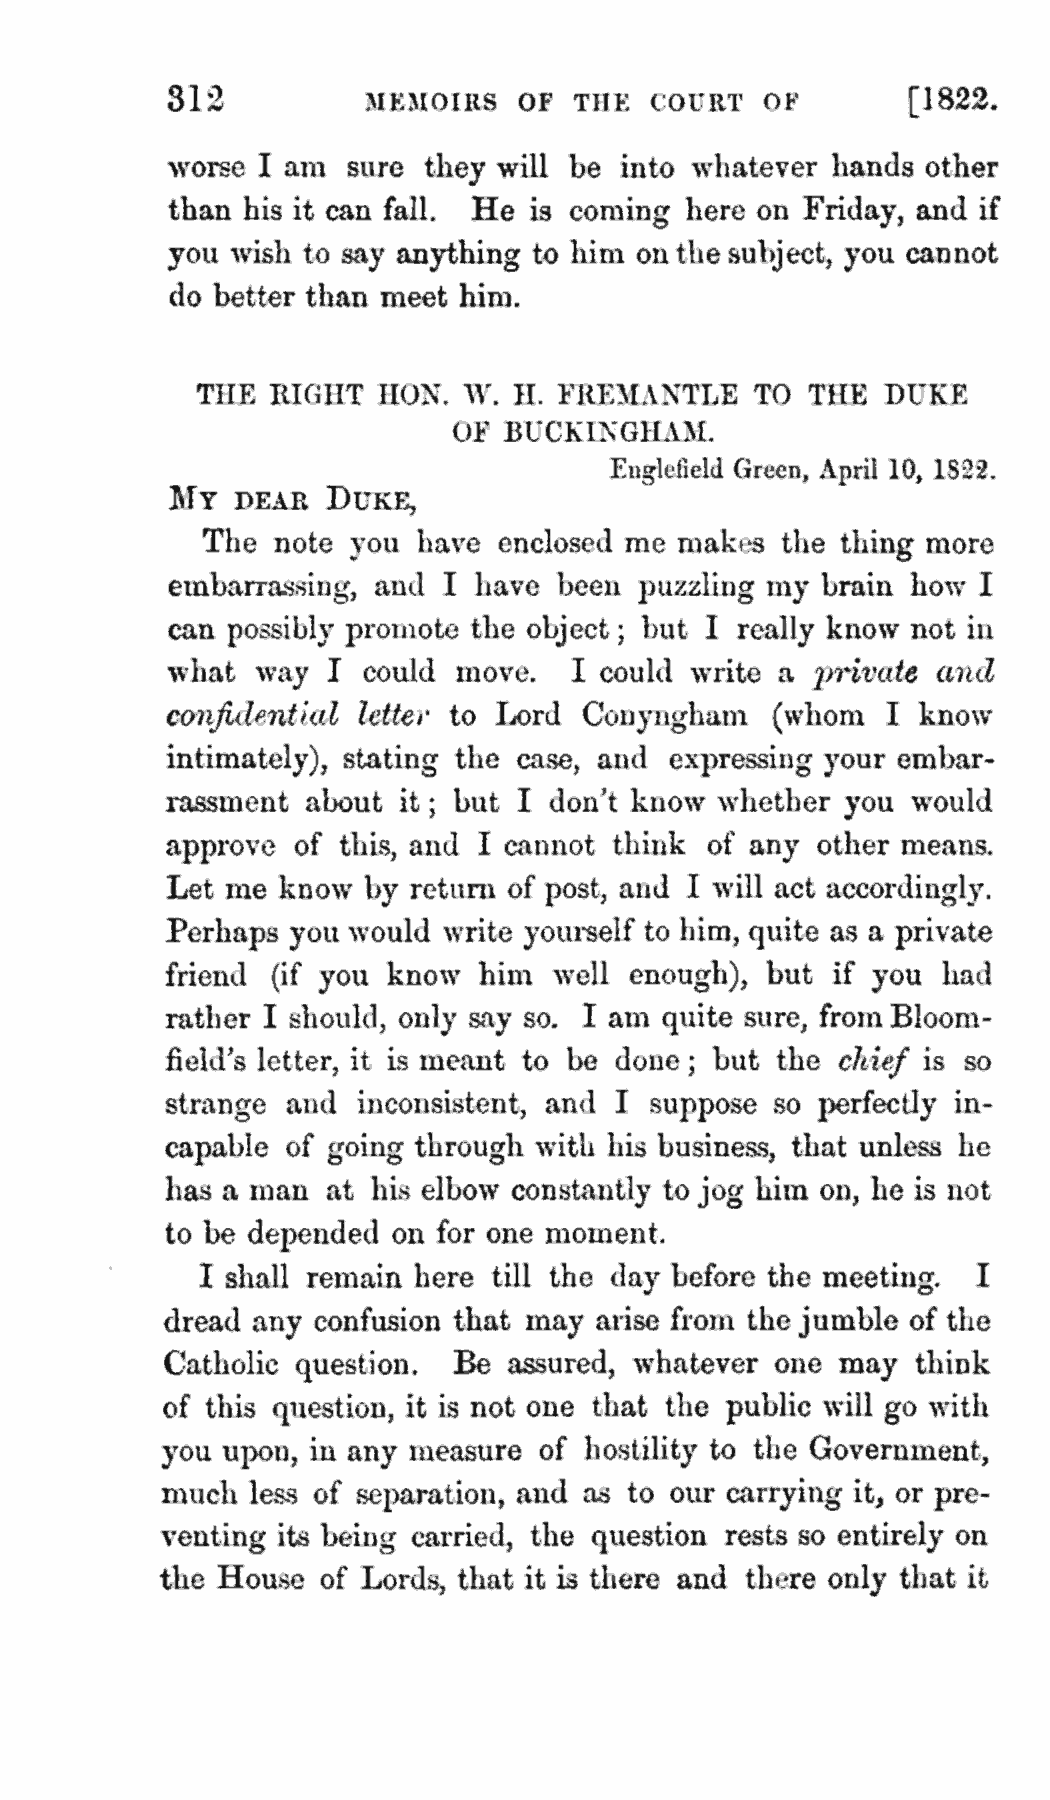 312 MEMOIRS OF THE COURT OF [1822.
worse I am sure they will be into whatever hands other
than his it can fall. He is coming here on Friday, and if
you wish to say anything to him on the subject, you cannot
do better than meet him.
THE RIGHT HON. W. H. FREMANTLE TO THE DUKE
OF BUCKINGHAM.
Englefield Green, April 10, 1822.
MY DEAR DUKE,
The note you have enclosed me makes the thing more
embarrassing, and I have been puzzling my brain how I
can possibly promote the object; but I really know not in
what way I could move. I could write a private and
confidential letter to Lord Conyngham (whom I know
intimately), stating the case, and expressing your embar-
rassment about it; but I don't know whether you would
approve of this, and I cannot think of any other means.
Let me know by return of post, and I will act accordingly.
Perhaps you would write yourself to him, quite as a private
friend (if you know him well enough), but if you had
rather I should, only say so. I am quite sure, from Bloom-
field's letter, it is meant to be done; but the chief is so
strange and inconsistent, and I suppose so perfectly in-
capable of going through with his business, that unless he
has a man at his elbow constantly to jog him on, he is not
to be depended on for one moment.
I shall remain here till the day before the meeting. I
dread any confusion that may arise from the jumble of the
Catholic question. Be assured, whatever one may think
of this question, it is not one that the public will go with
you upon, in any measure of hostility to the Government,
much less of separation, and as to our carrying it, or pre-
venting its being carried, the question rests so entirely on
the House of Lords, that it is there and there only that it